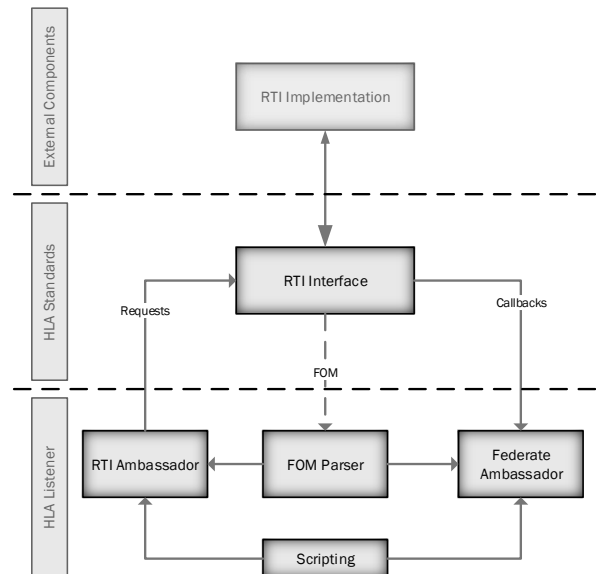 External Components
RTI Implementation
HLA Standards
RTI Interface
Requests
Callbacks
FOM
HLA Listener
RTI Ambassador
FOM Parser
Federate
Ambassador
Scripting